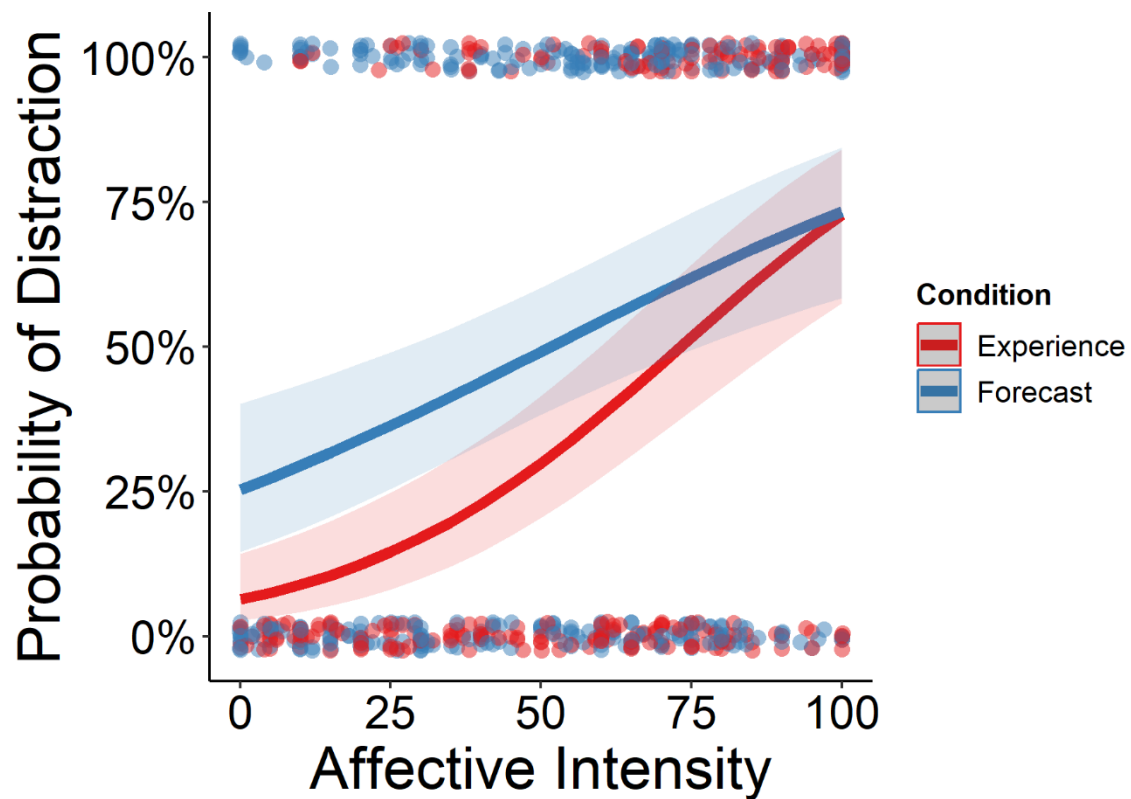 Probability of Distraction
100%
75%
50%
25%
0%
0 25 50 75 100
Affective Intensity
Condition
Experience
Forecast